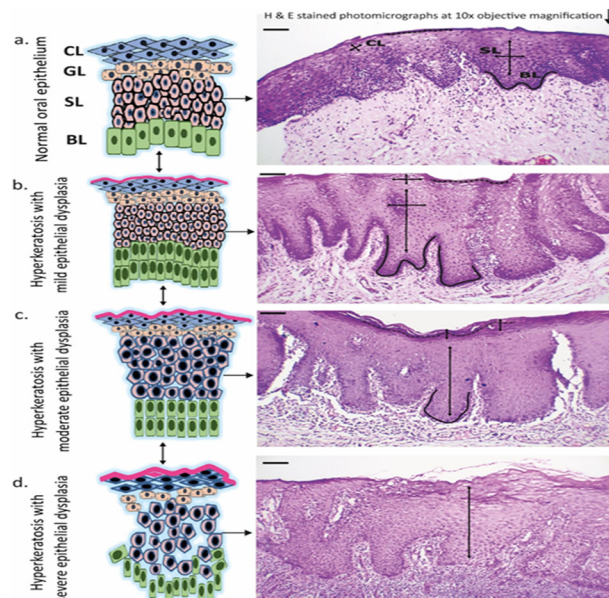 H & E stained photomicrographs at 10x objective magnification
a.
Normal oral epithelium
CL
GL
SL
BL
CL
SL
BL
b.
Hyperkeratosis with
mild epithelial dysplasia
c.
Hyperkeratosis with
moderate epithelial dysplasia
d.
Hyperkeratosis with
evere epithelial dysplasia